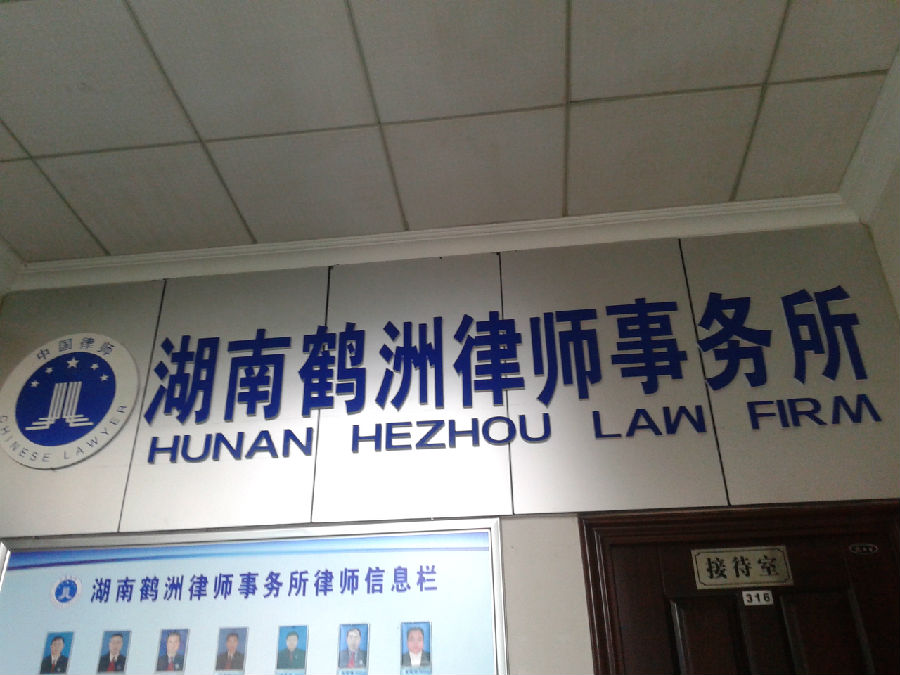 中国律师
CHINESE LAWYER
湖南鹤洲律师事务所
HUNAN HEZHOU LAW FIRM
湖南鹤洲律师事务所律师信息栏
接待室
316